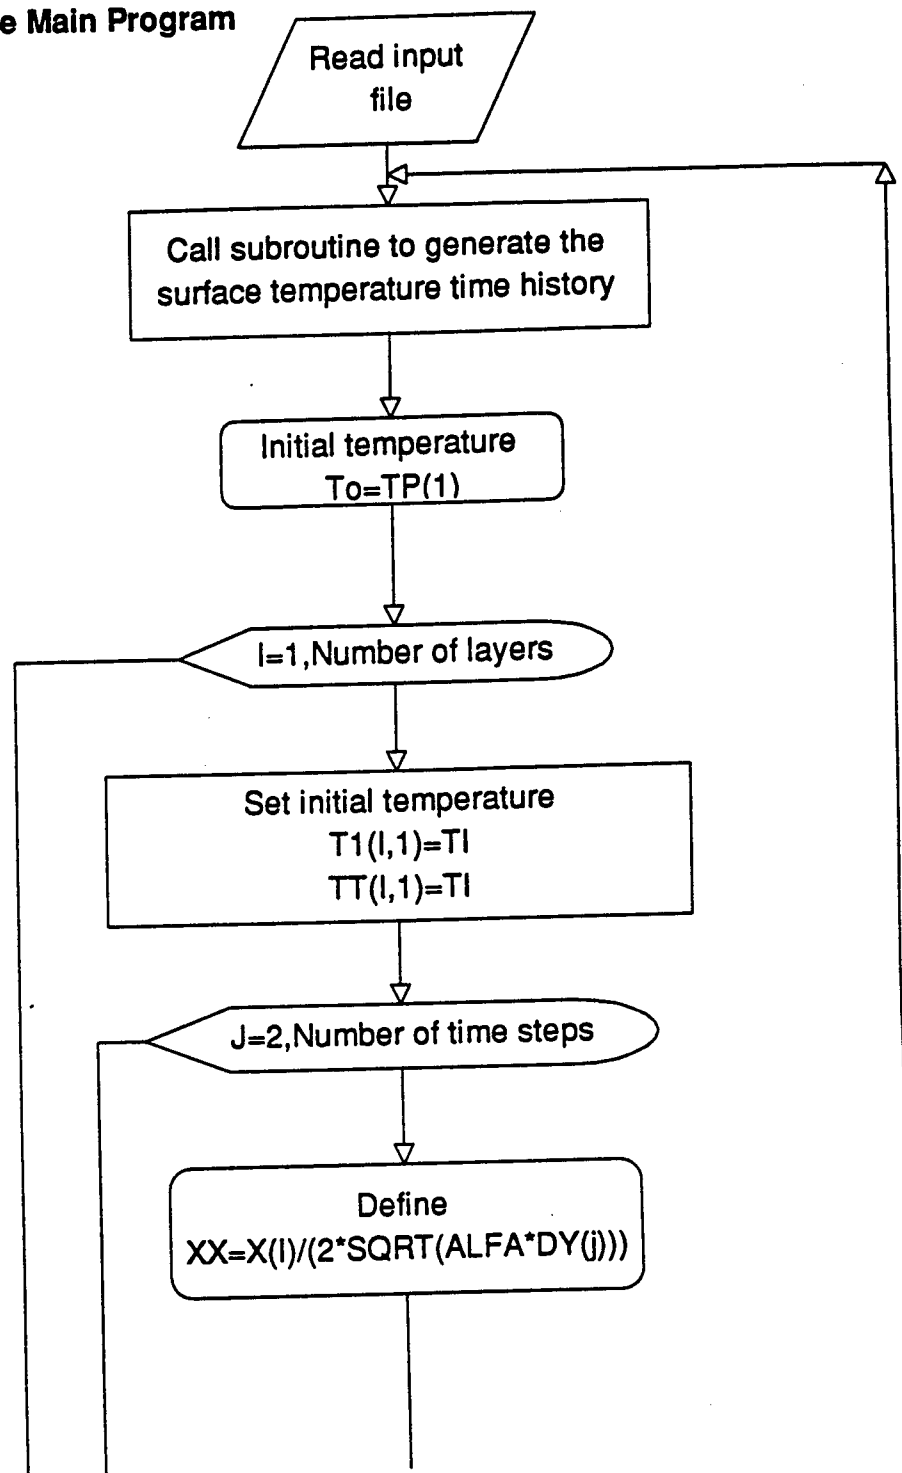 e Main Program
Read input
file
Call subroutine to generate the
surface temperature time history
Initial temperature
To=TP(1)
I=1,Number of layers
Set initial temperature
T1(I,1)=TI
TT(I,1)=TI
J=2,Number of time steps
Define
XX=X(I)/(2*SQRT(ALFA*DY(j)))